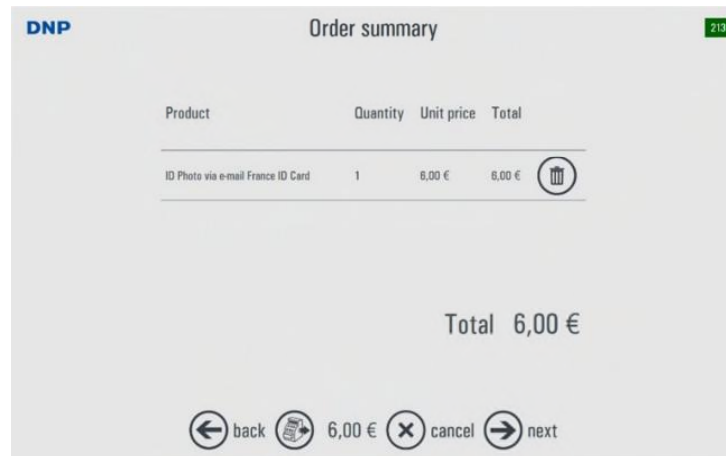 DNP
Order summary
213
Product Quantity Unit price Total
ID Photo via e-mail France ID Card 1 6,00 € 6,00 €
Total 6,00 €
back 6,00 € cancel next